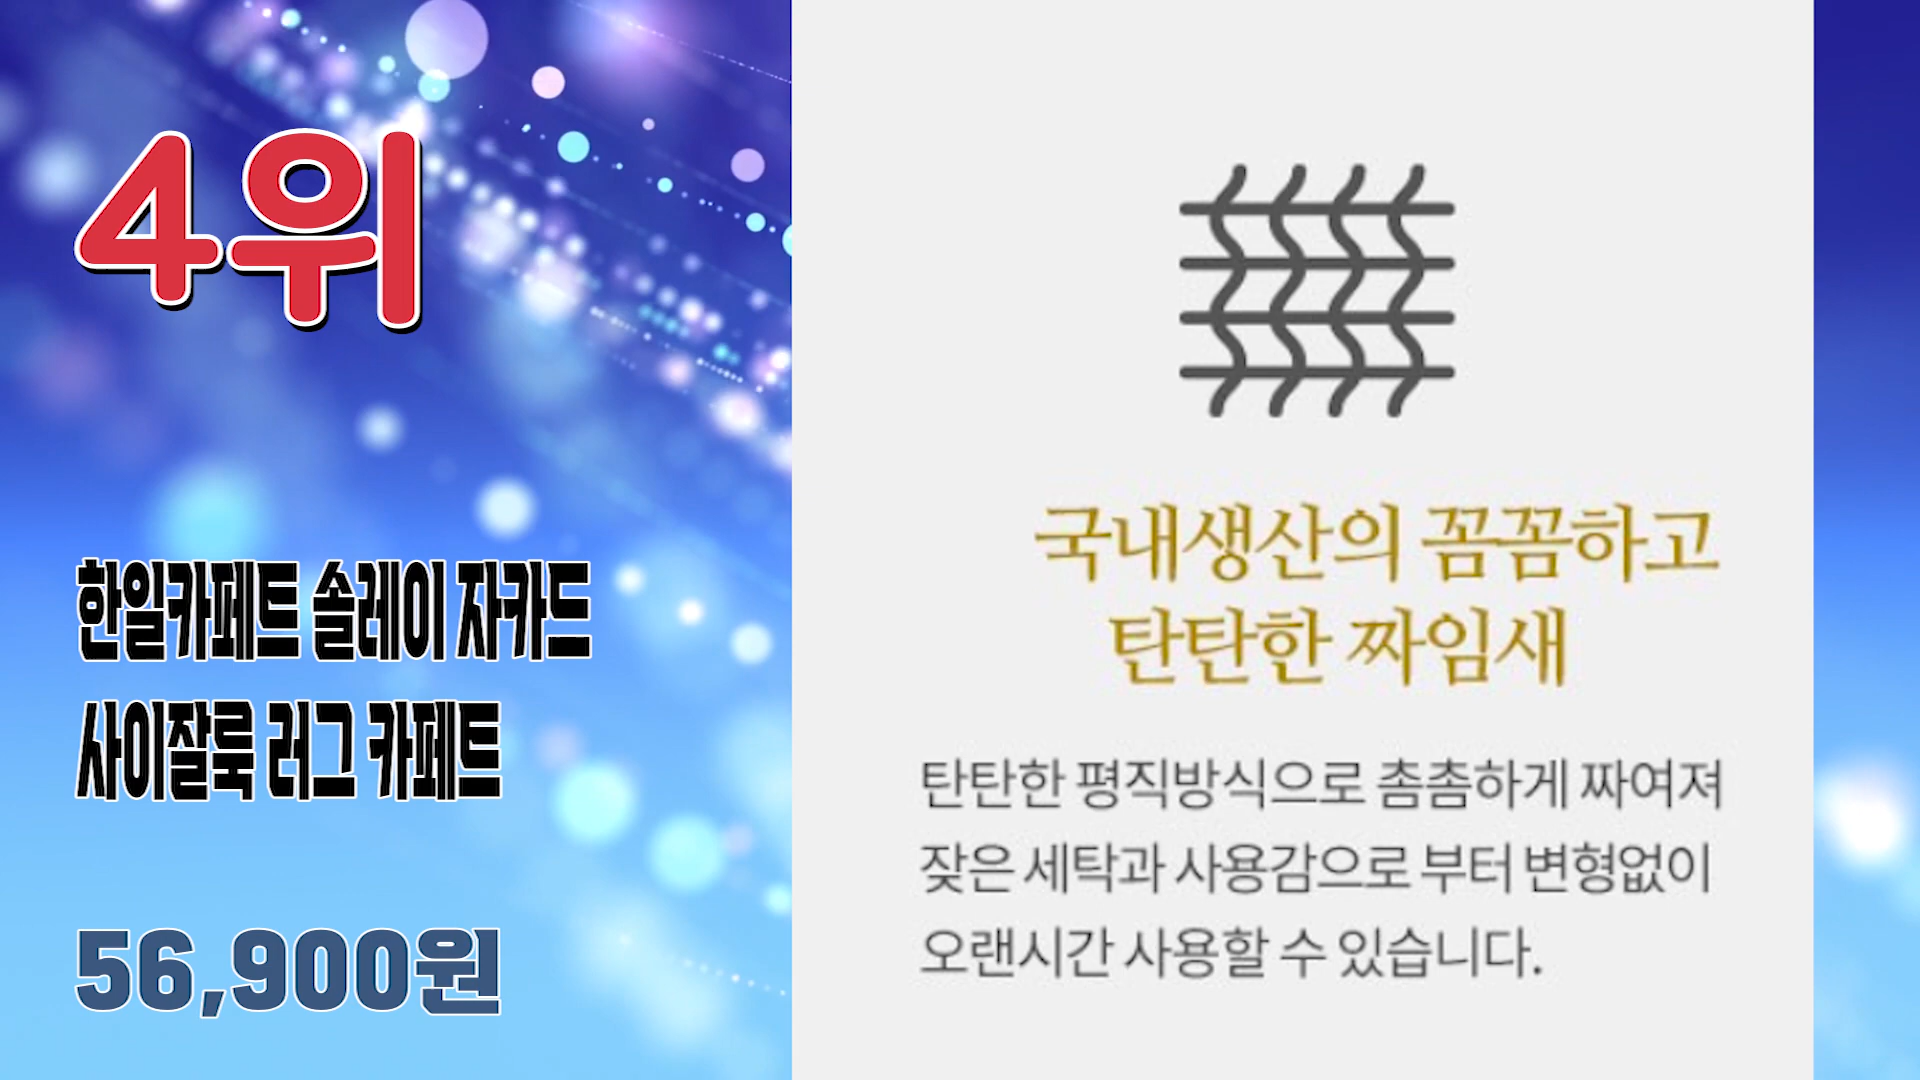 4위
한일카페트 솔레이 자카드
사이잘룩 러그 카페트
56,900원
국내생산의 꼼꼼하고
탄탄한 짜임새
탄탄한 평직방식으로 촘촘하게 짜여져
잦은 세탁과 사용감으로 부터 변형없이
오랜시간 사용할 수 있습니다.